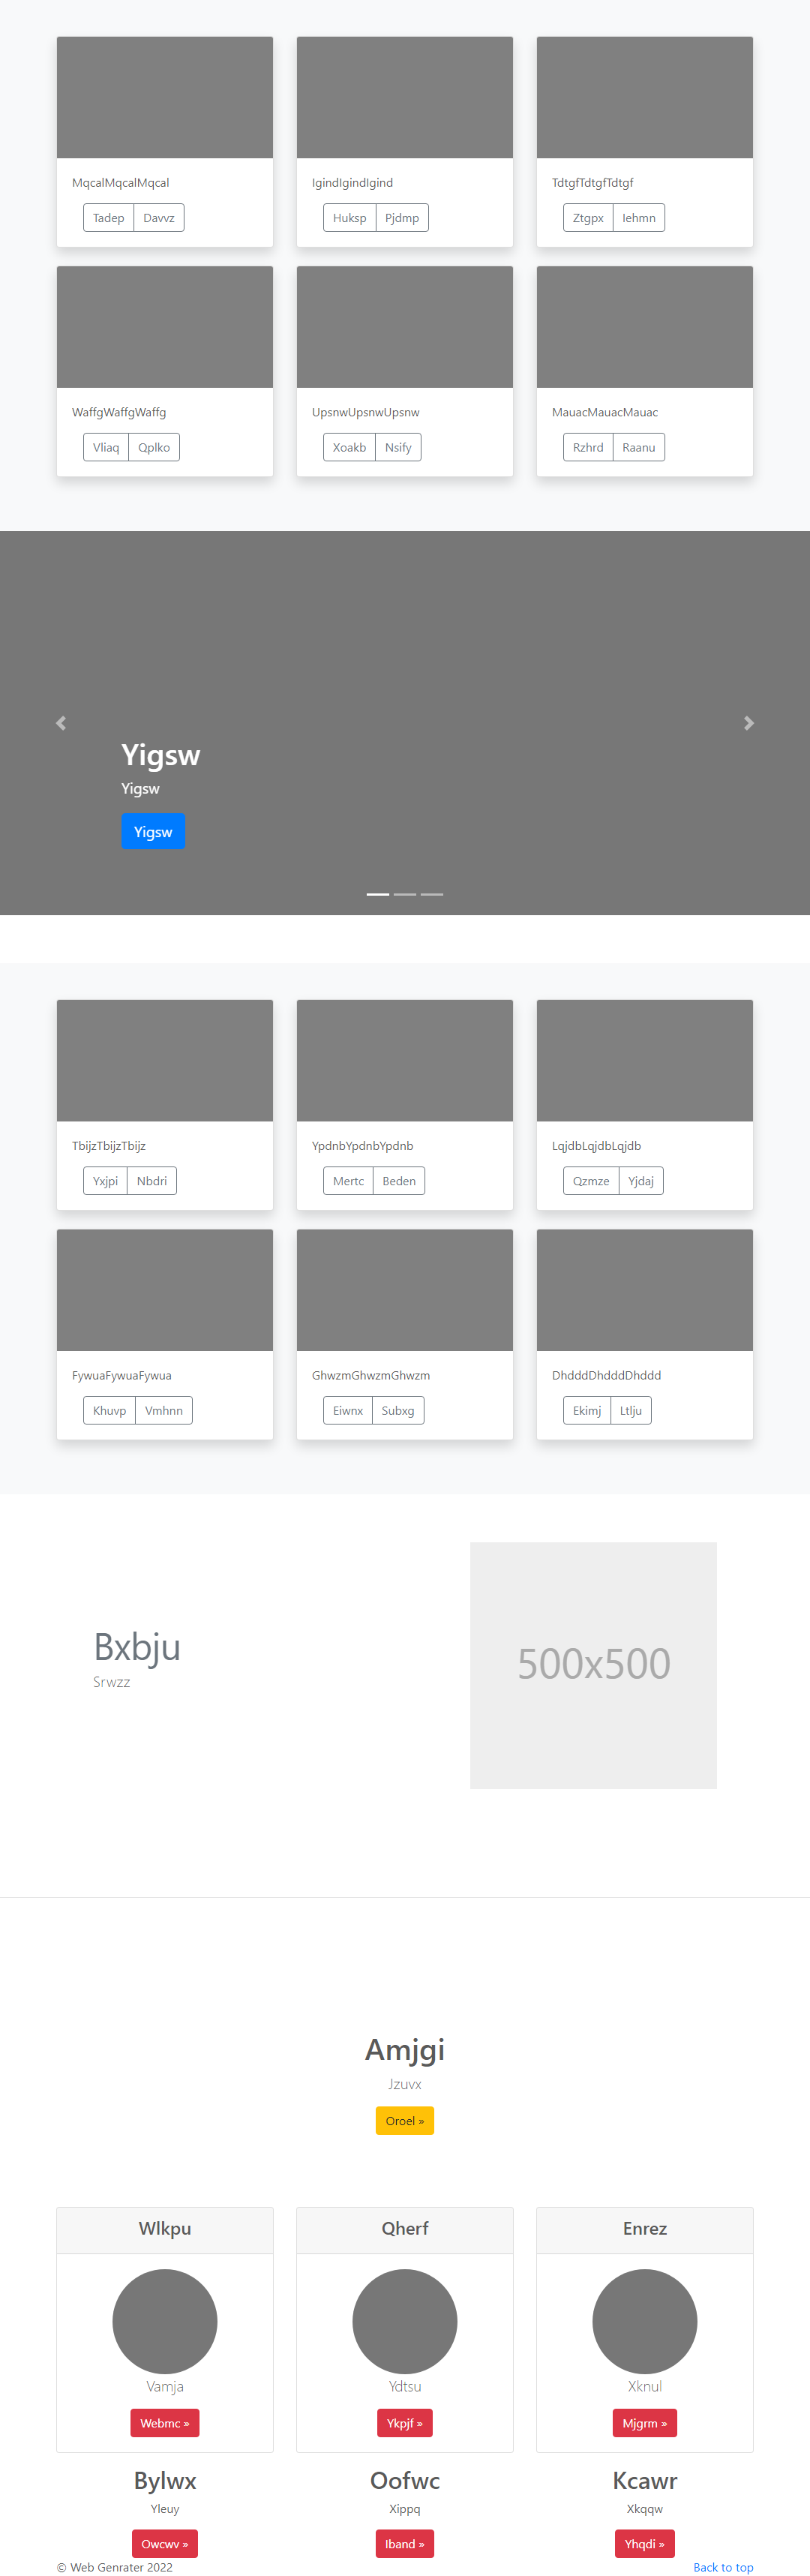 MqcalMqcalMqcal IgindIgindIgind TdtgfTdtgfTdtgf
Tadep Davvz Huksp Pjdmp Ztgpx Iehmn
WaffgWaffgWaffg UpsnwUpsnwUpsnw MauacMauacMauac
Vliaq Qplko Xoakb Nsify Rzhrd Raanu
Yigsw
Yigsw
Yigsw
TbijzTbijzTbijz YpdnbYpdnbYpdnb LqjdbLqjdbLqjdb
Yxjpi Nbdri Mertc Beden Qzmze Yjdaj
FywuaFywuaFywua GhwzmGhwzmGhwzm DhdddDhdddDhddd
Khuvp Vmhnn Eiwnx Subxg Ekimj Ltlju
Bxbju
Srwzz
500x500
Amjgi
Jzuvx
Oroel »
Wlkpu Qherf Enrez
Vamja Ydtsu Xknul
Webmc » Ykpjf » Mjgrm »
Bylwx Oofwc Kcawr
Yleuy Xippq Xkqqw
Owcwv » Iband » Yhqdi »
© Web Genrater 2022 Back to top